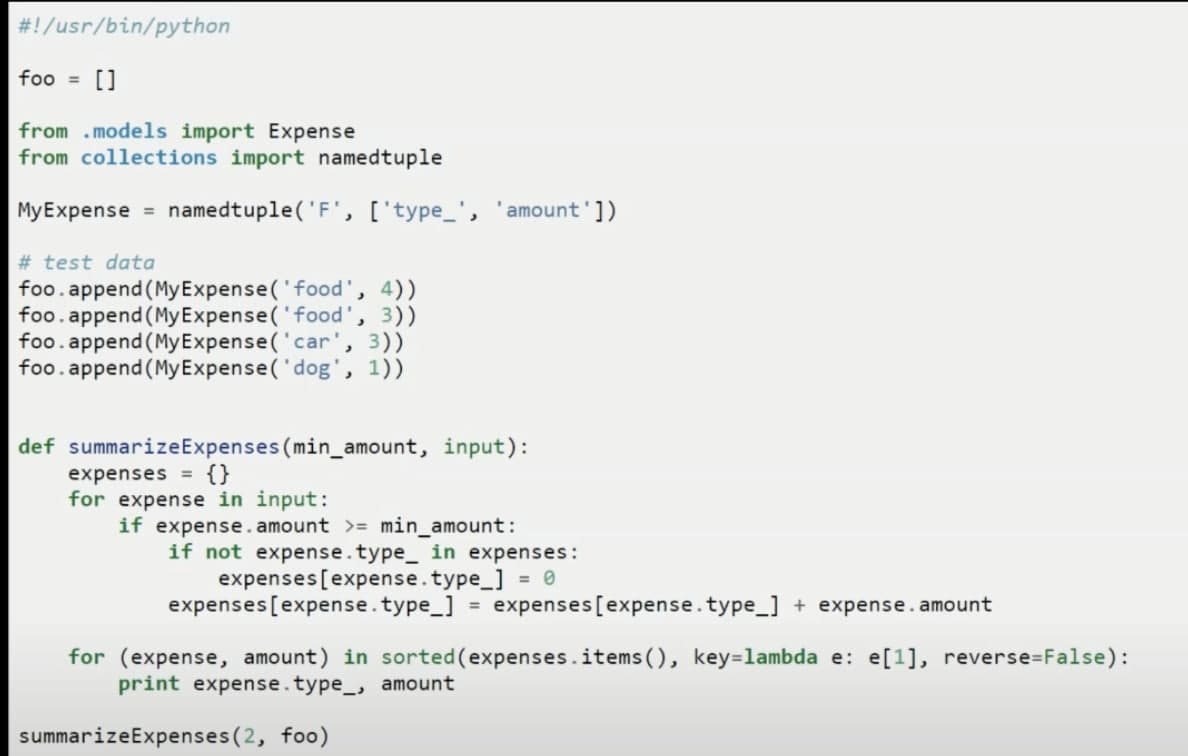 #!/usr/bin/python
foo = []
from .models import Expense
from collections import namedtuple
MyExpense = namedtuple('F', ['type_', 'amount'])
# test data
foo.append(MyExpense('food', 4))
foo.append(MyExpense('food', 3))
foo.append(MyExpense('car', 3))
foo.append(MyExpense('dog', 1))
def summarizeExpenses(min_amount, input):
    expenses = {}
    for expense in input:
        if expense.amount >= min_amount:
            if not expense.type_ in expenses:
                expenses[expense.type_] = 0
            expenses[expense.type_] = expenses[expense.type_] + expense.amount
    for (expense, amount) in sorted(expenses.items(), key=lambda e: e[1], reverse=False):
        print expense.type_, amount
summarizeExpenses(2, foo)